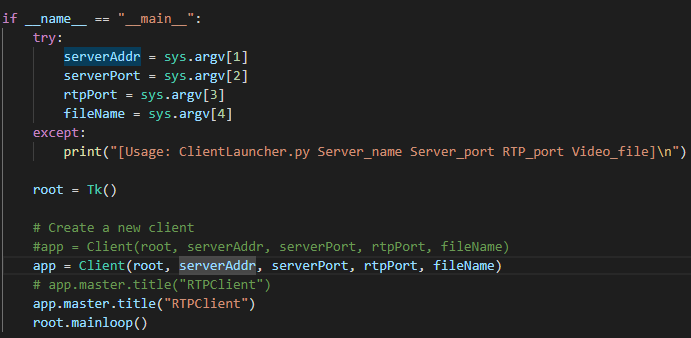 if __name__ == "__main__":
    try:
        serverAddr = sys.argv[1]
        serverPort = sys.argv[2]
        rtpPort = sys.argv[3]
        fileName = sys.argv[4]
    except:
        print("[Usage: ClientLauncher.py Server_name Server_port RTP_port Video_file]\n")

    root = Tk()

    # Create a new client
    #app = Client(root, serverAddr, serverPort, rtpPort, fileName)
    app = Client(root, serverAddr, serverPort, rtpPort, fileName)
    # app.master.title("RTPClient")
    app.master.title("RTPClient")
    root.mainloop()